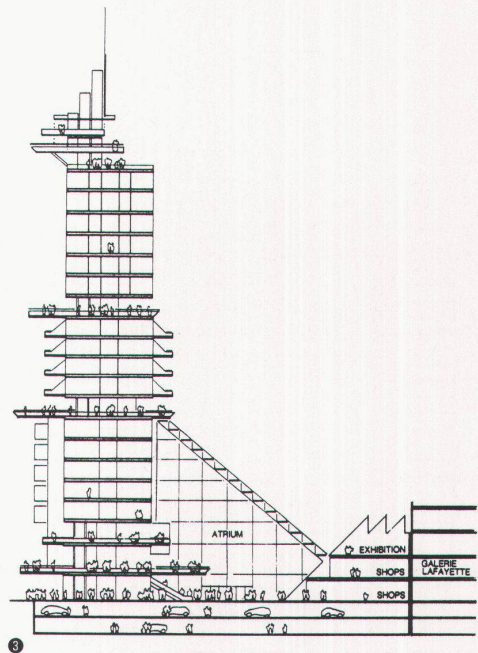 ATRIUM
EXHIBITION
GALERIE
LAFAYETTE
SHOPS
SHOPS
3